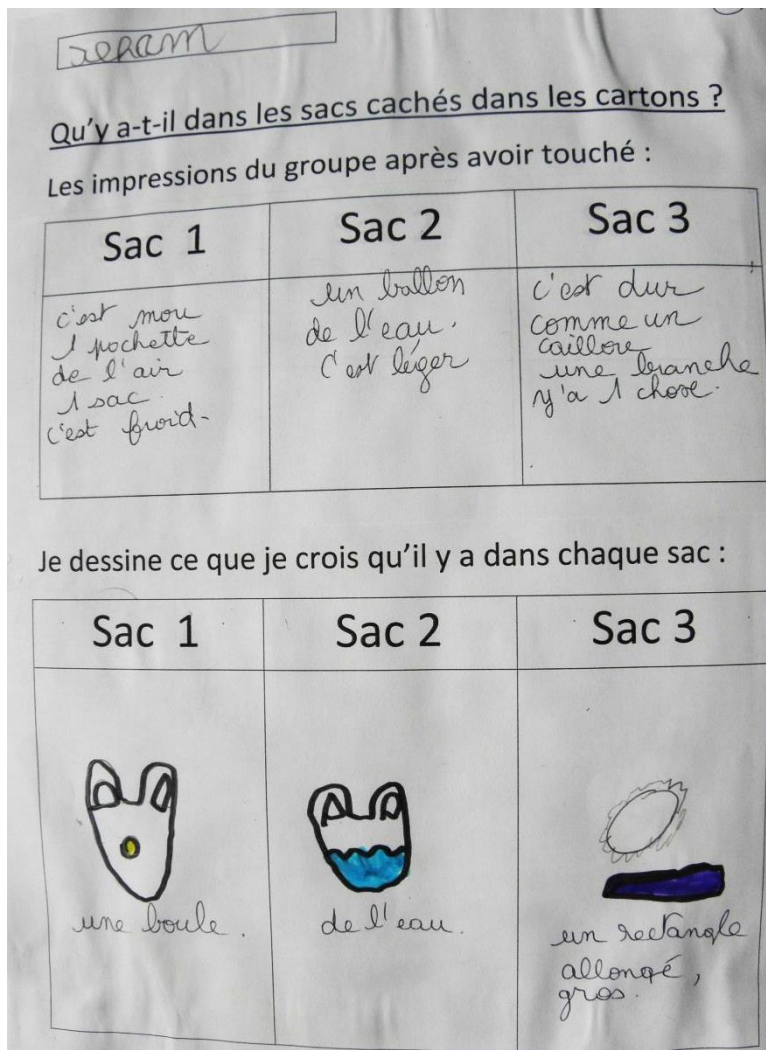 Qu'y a-t-il dans les sacs cachés dans les cartons ?
Les impressions du groupe après avoir touché :
Sac 1
Sac 2
Sac 3
c'est mou
1 pochette
de l'air
1 sac.
c'est froid.
un ballon
de l'eau.
C'est léger
c'est dur
comme un
caillou
une branche
y'a 1 chose.
Je dessine ce que je crois qu'il y a dans chaque sac :
Sac 1
Sac 2
Sac 3
une boule.
de l'eau.
un rectangle
allongé,
gros.